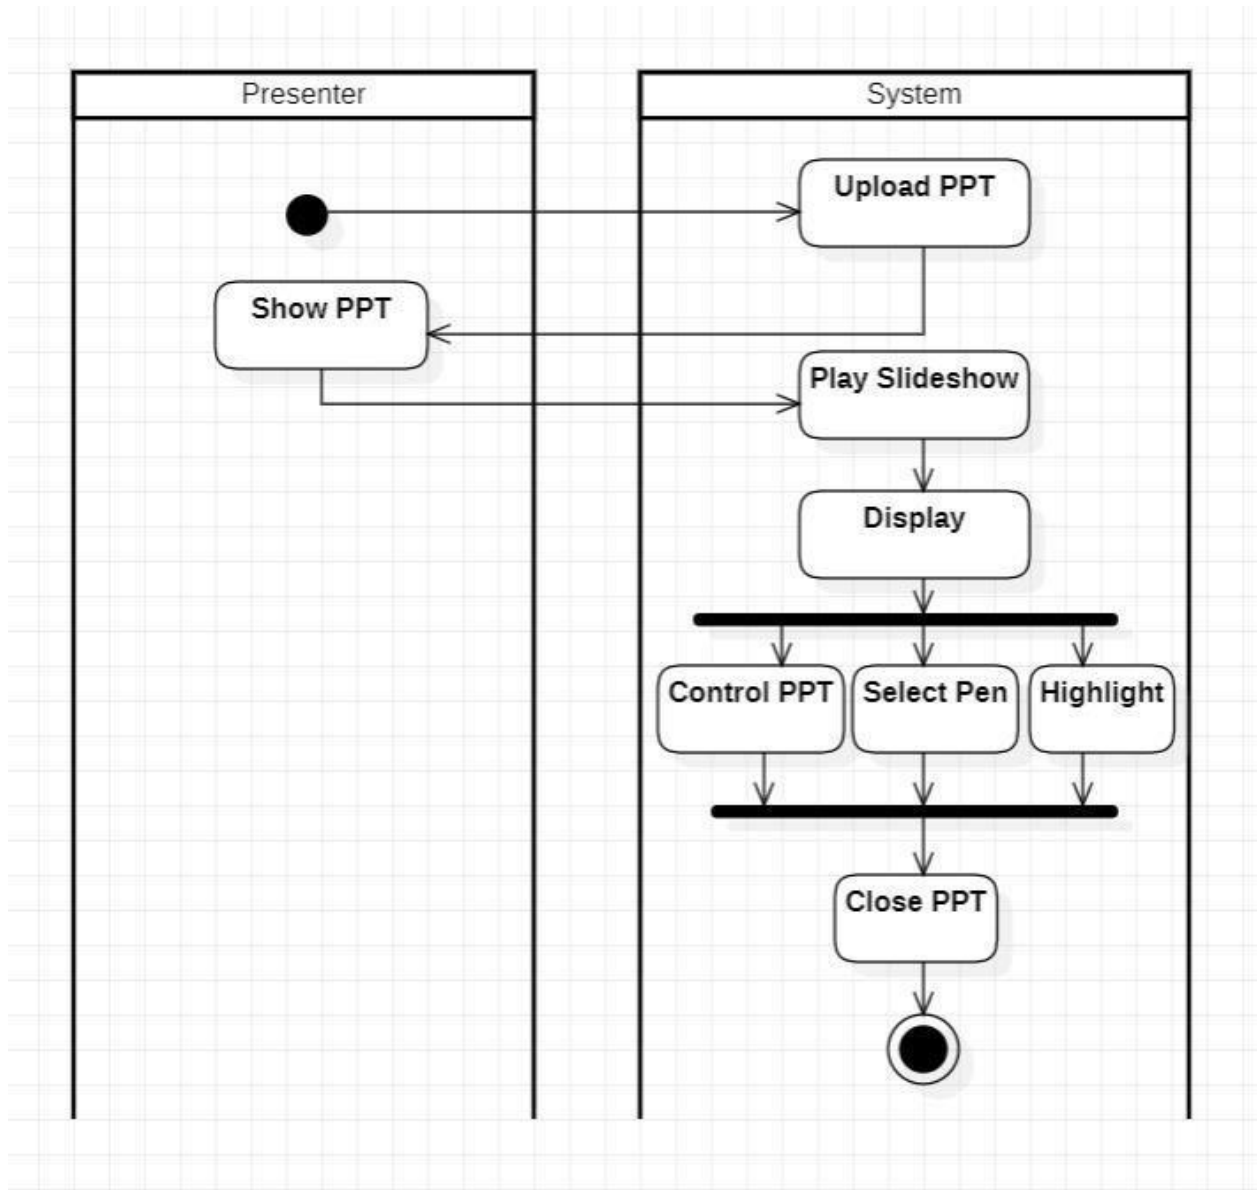 Presenter
System
Upload PPT
Show PPT
Play Slideshow
Display
Control PPT
Select Pen
Highlight
Close PPT